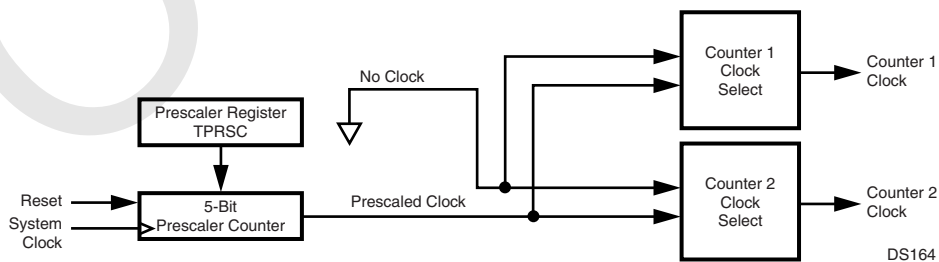 No Clock
Prescaler Register
TPRSC
Reset
System
Clock
5-Bit
Prescaler Counter
Prescaled Clock
Counter 1
Clock
Select
Counter 1
Clock
Counter 2
Clock
Select
Counter 2
Clock
DS164